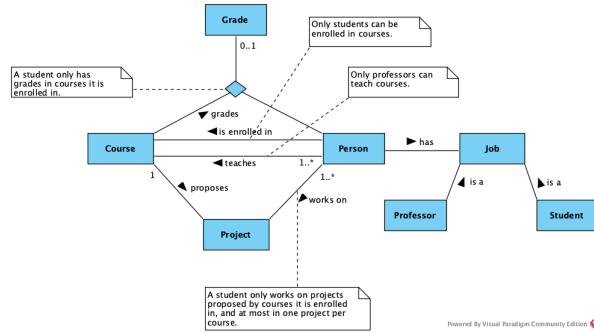 Grade
Only students can be
enrolled in courses.
0..1
A student only has
grades in courses it is
enrolled in.
Only professors can
teach courses.
grades
is enrolled in
Course
Person
has
Job
teaches
1..*
1
1..*
proposes
is a
is a
works on
Professor
Student
Project
A student only works on projects
proposed by courses it is enrolled
in, and at most in one project per
course.
Powered By Visual Paradigm Community Edition